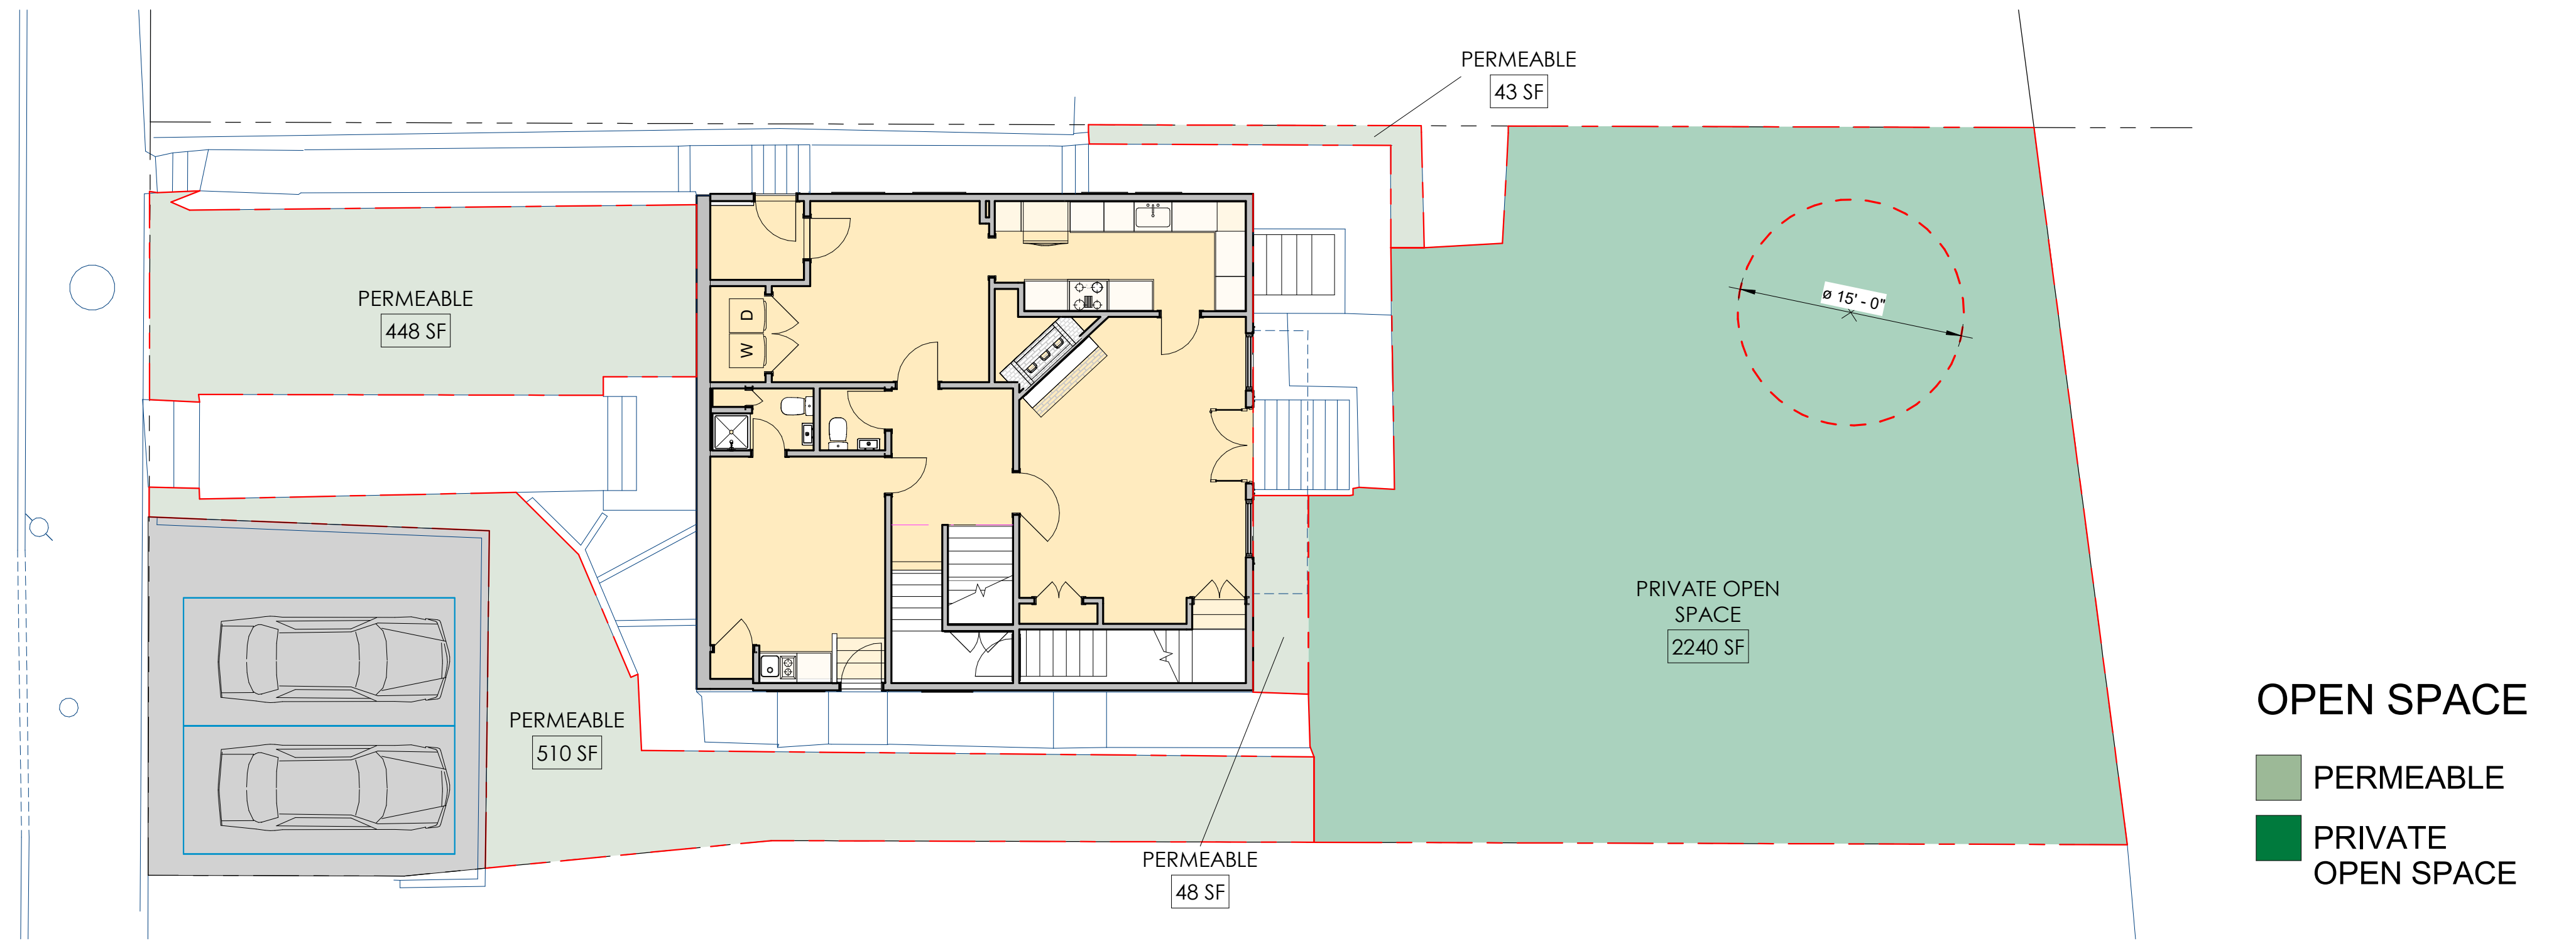 PERMEABLE
43 SF
PERMEABLE
448 SF
D
W
ø 15' - 0"
PRIVATE OPEN
SPACE
2240 SF
PERMEABLE
510 SF
PERMEABLE
48 SF
OPEN SPACE
PERMEABLE
PRIVATE
OPEN SPACE